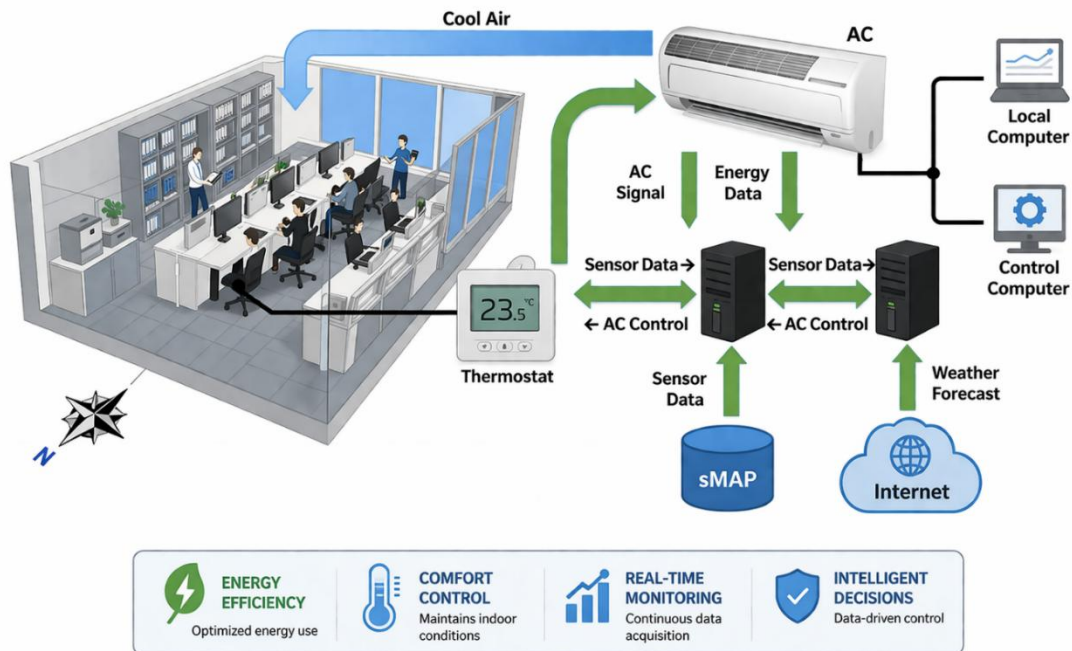 Cool Air
AC
Local
Computer
AC
Signal
Energy
Data
Control
Computer
Sensor Data→
← AC Control
Sensor Data→
← AC Control
23.5 °C
Thermostat
Sensor
Data
Weather
Forecast
sMAP
Internet
N
ENERGY
EFFICIENCY
Optimized energy use
COMFORT
CONTROL
Maintains indoor
conditions
REAL-TIME
MONITORING
Continuous data
acquisition
INTELLIGENT
DECISIONS
Data-driven control